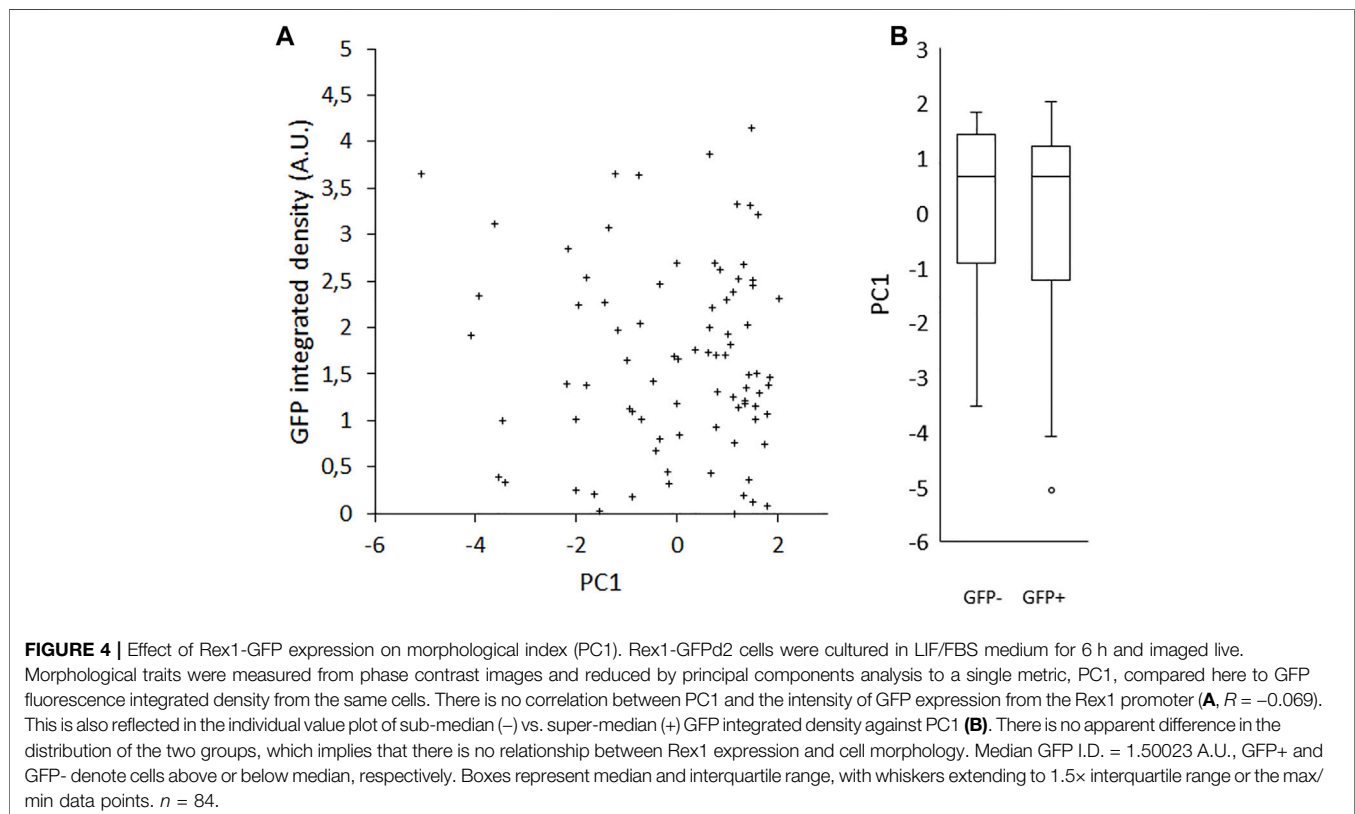 A
GFP integrated density (A.U.)
5
4,5
4
3,5
3
2,5
2
1,5
1
0,5
0
-6
-4
-2
0
2
PC1
B
PC1
3
2
1
0
-1
-2
-3
-4
-5
-6
GFP-
GFP+
FIGURE 4 | Effect of Rex1-GFP expression on morphological index (PC1). Rex1-GFPd2 cells were cultured in LIF/FBS medium for 6 h and imaged live.
Morphological traits were measured from phase contrast images and reduced by principal components analysis to a single metric, PC1, compared here to GFP
fluorescence integrated density from the same cells. There is no correlation between PC1 and the intensity of GFP expression from the Rex1 promoter (A, R = −0.069).
This is also reflected in the individual value plot of sub-median (−) vs. super-median (+) GFP integrated density against PC1 (B). There is no apparent difference in the
distribution of the two groups, which implies that there is no relationship between Rex1 expression and cell morphology. Median GFP I.D. = 1.50023 A.U., GFP+ and
GFP- denote cells above or below median, respectively. Boxes represent median and interquartile range, with whiskers extending to 1.5× interquartile range or the max/
min data points. n = 84.